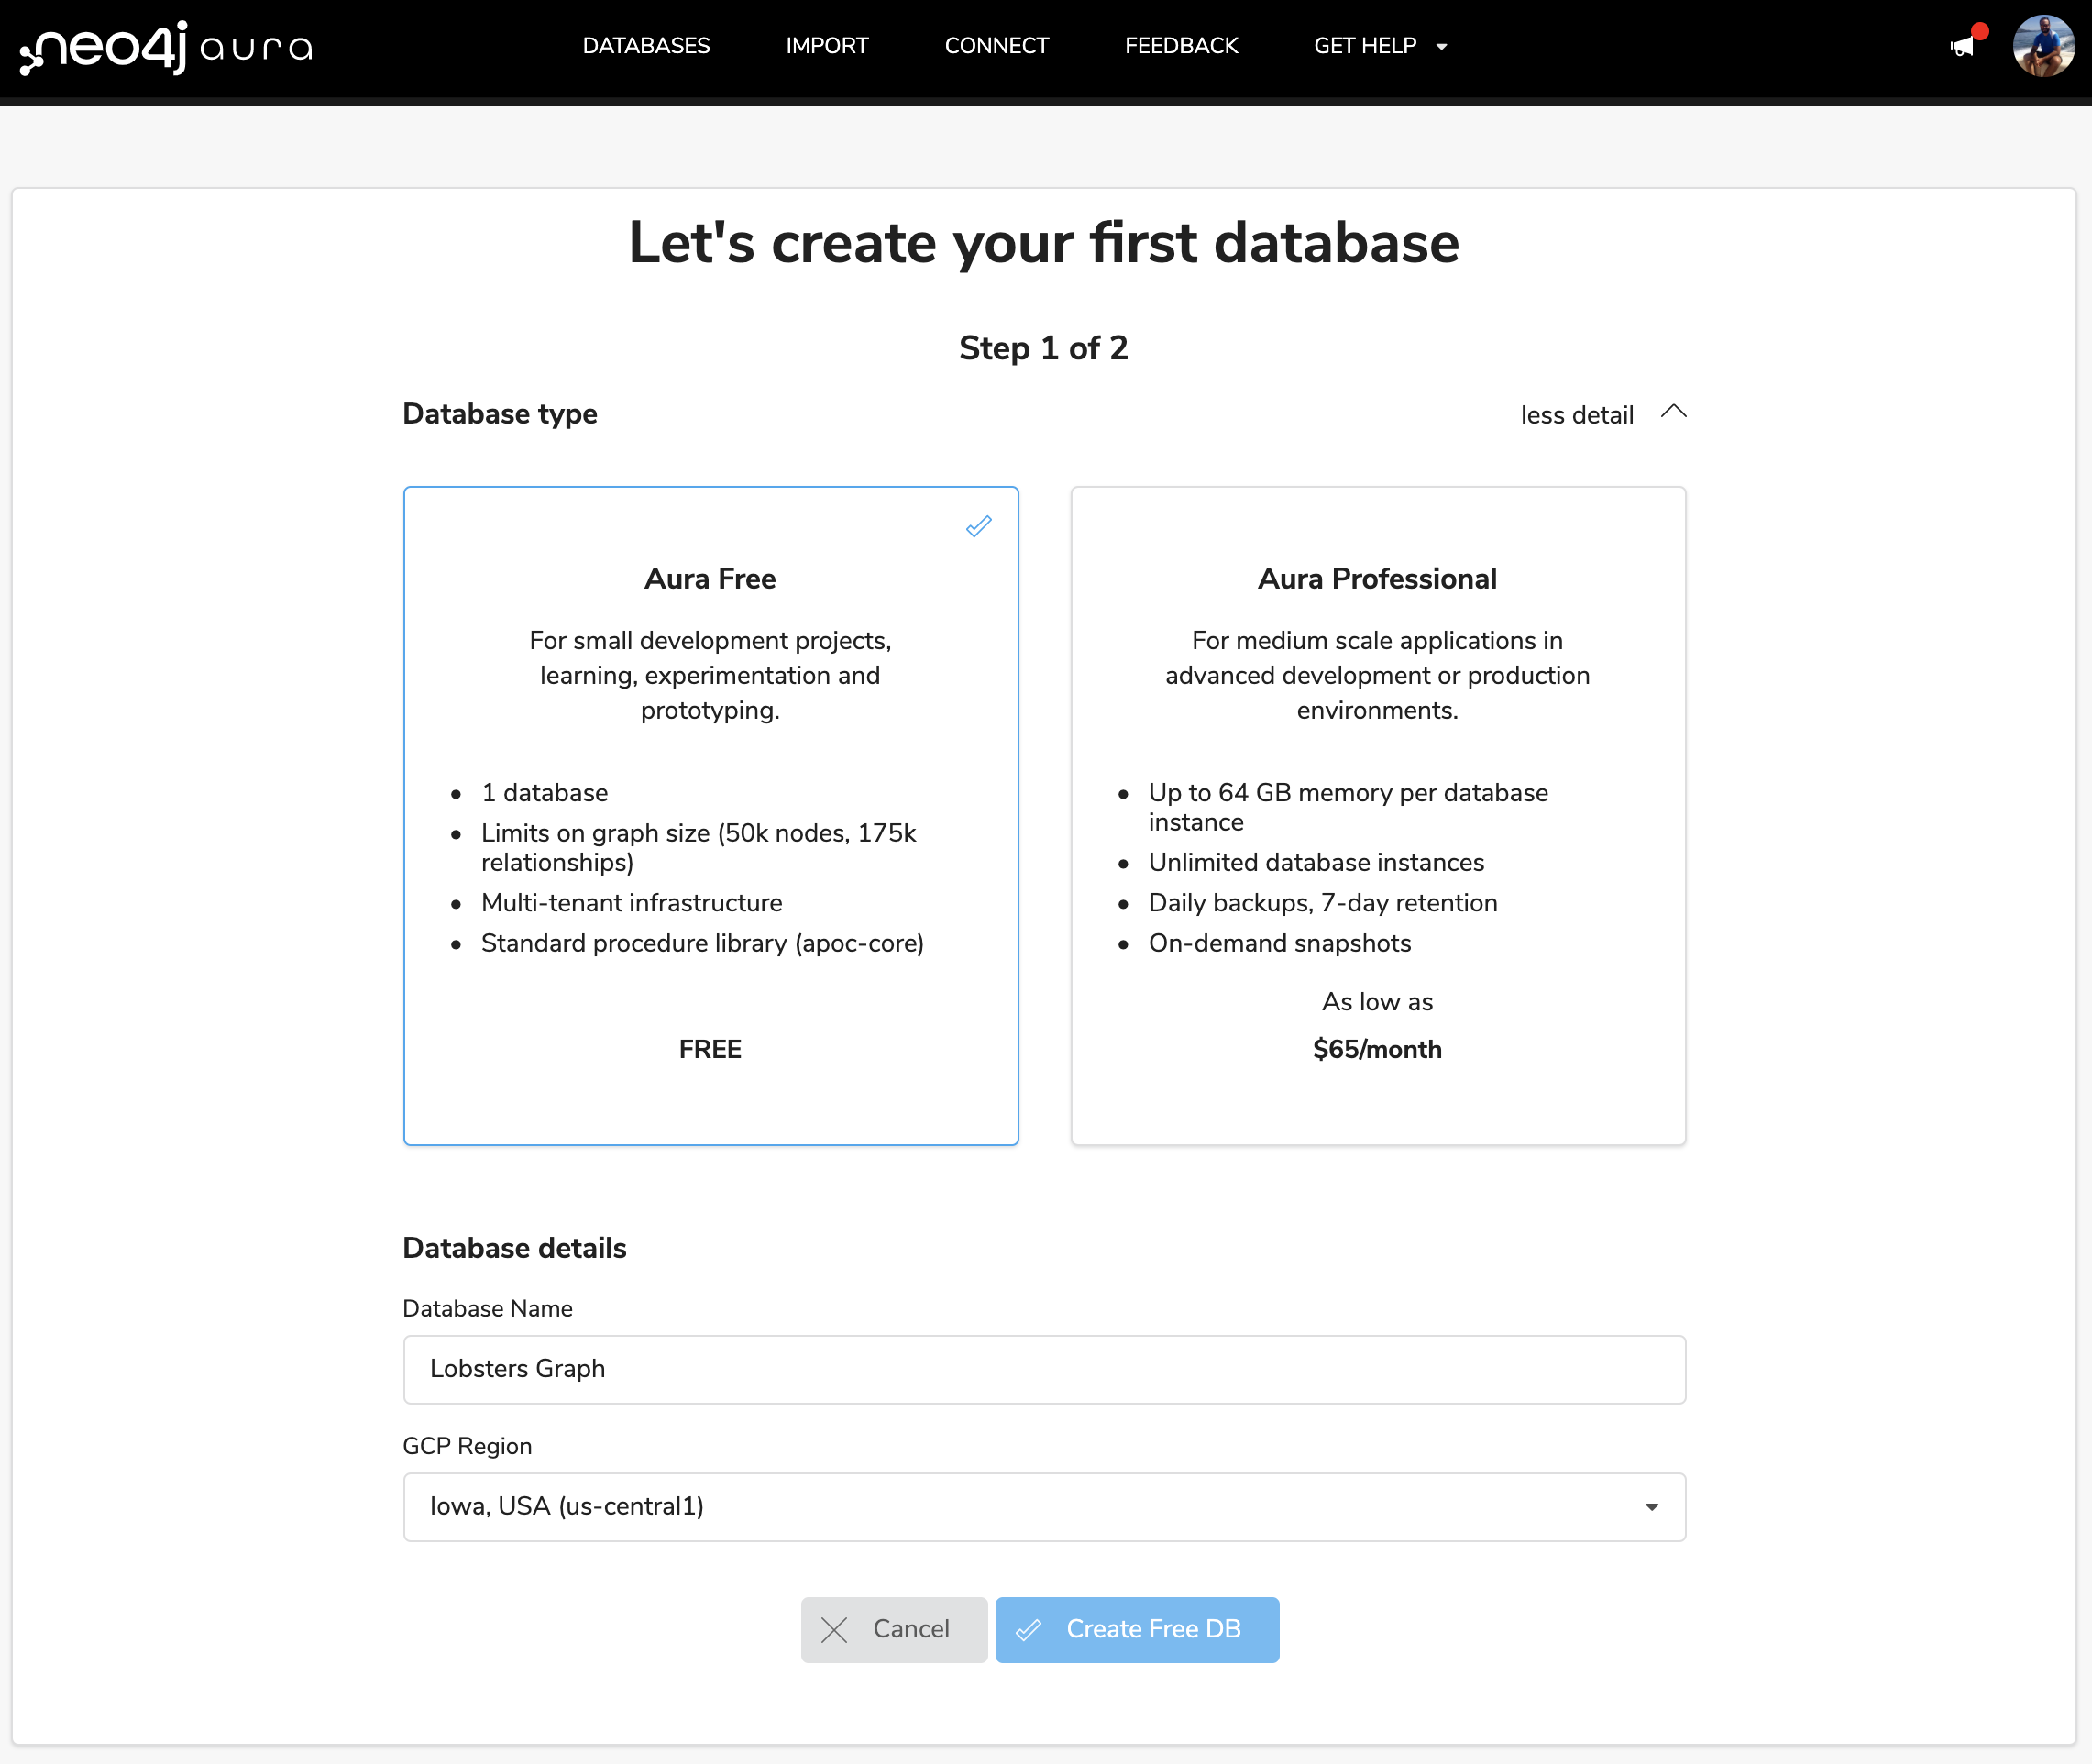 neo4j aura
DATABASES
IMPORT
CONNECT
FEEDBACK
GET HELP
Let's create your first database
Step 1 of 2
Database type
less detail
Aura Free
For small development projects,
learning, experimentation and
prototyping.
1 database
Limits on graph size (50k nodes, 175k
relationships)
Multi-tenant infrastructure
Standard procedure library (apoc-core)
FREE
Aura Professional
For medium scale applications in
advanced development or production
environments.
Up to 64 GB memory per database
instance
Unlimited database instances
Daily backups, 7-day retention
On-demand snapshots
As low as
$65/month
Database details
Database Name
Lobsters Graph
GCP Region
Iowa, USA (us-central1)
Cancel
Create Free DB